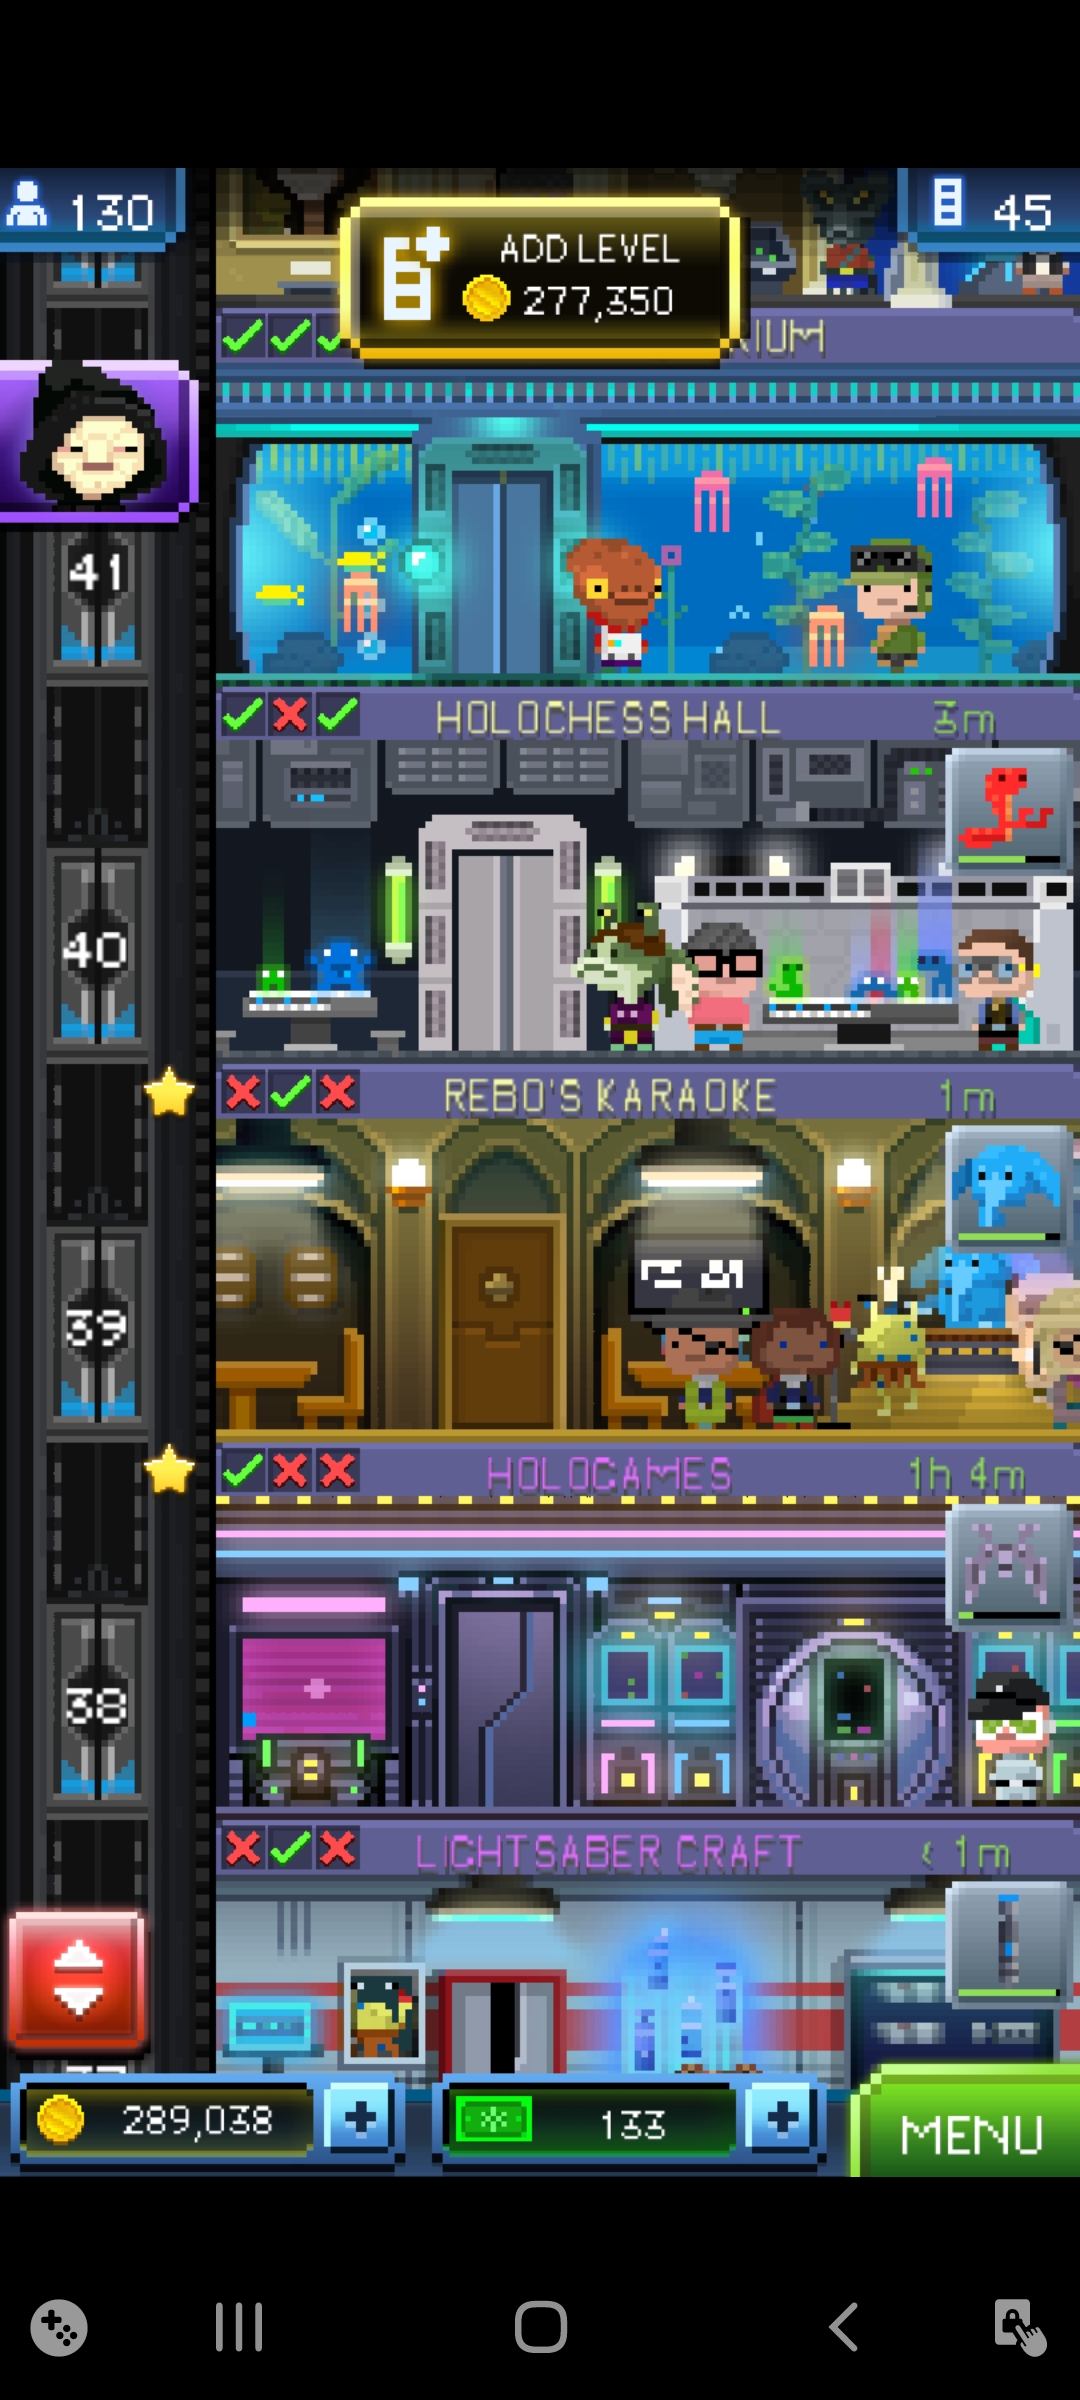 130
ADD LEVEL
277,350
45
41
HOLOCHESS HALL 3m
40
REBO'S KARAOKE 1m
39
HOLOGAMES 1h 4m
38
LIGHTSABER CRAFT < 1m
289,038
133
MENU